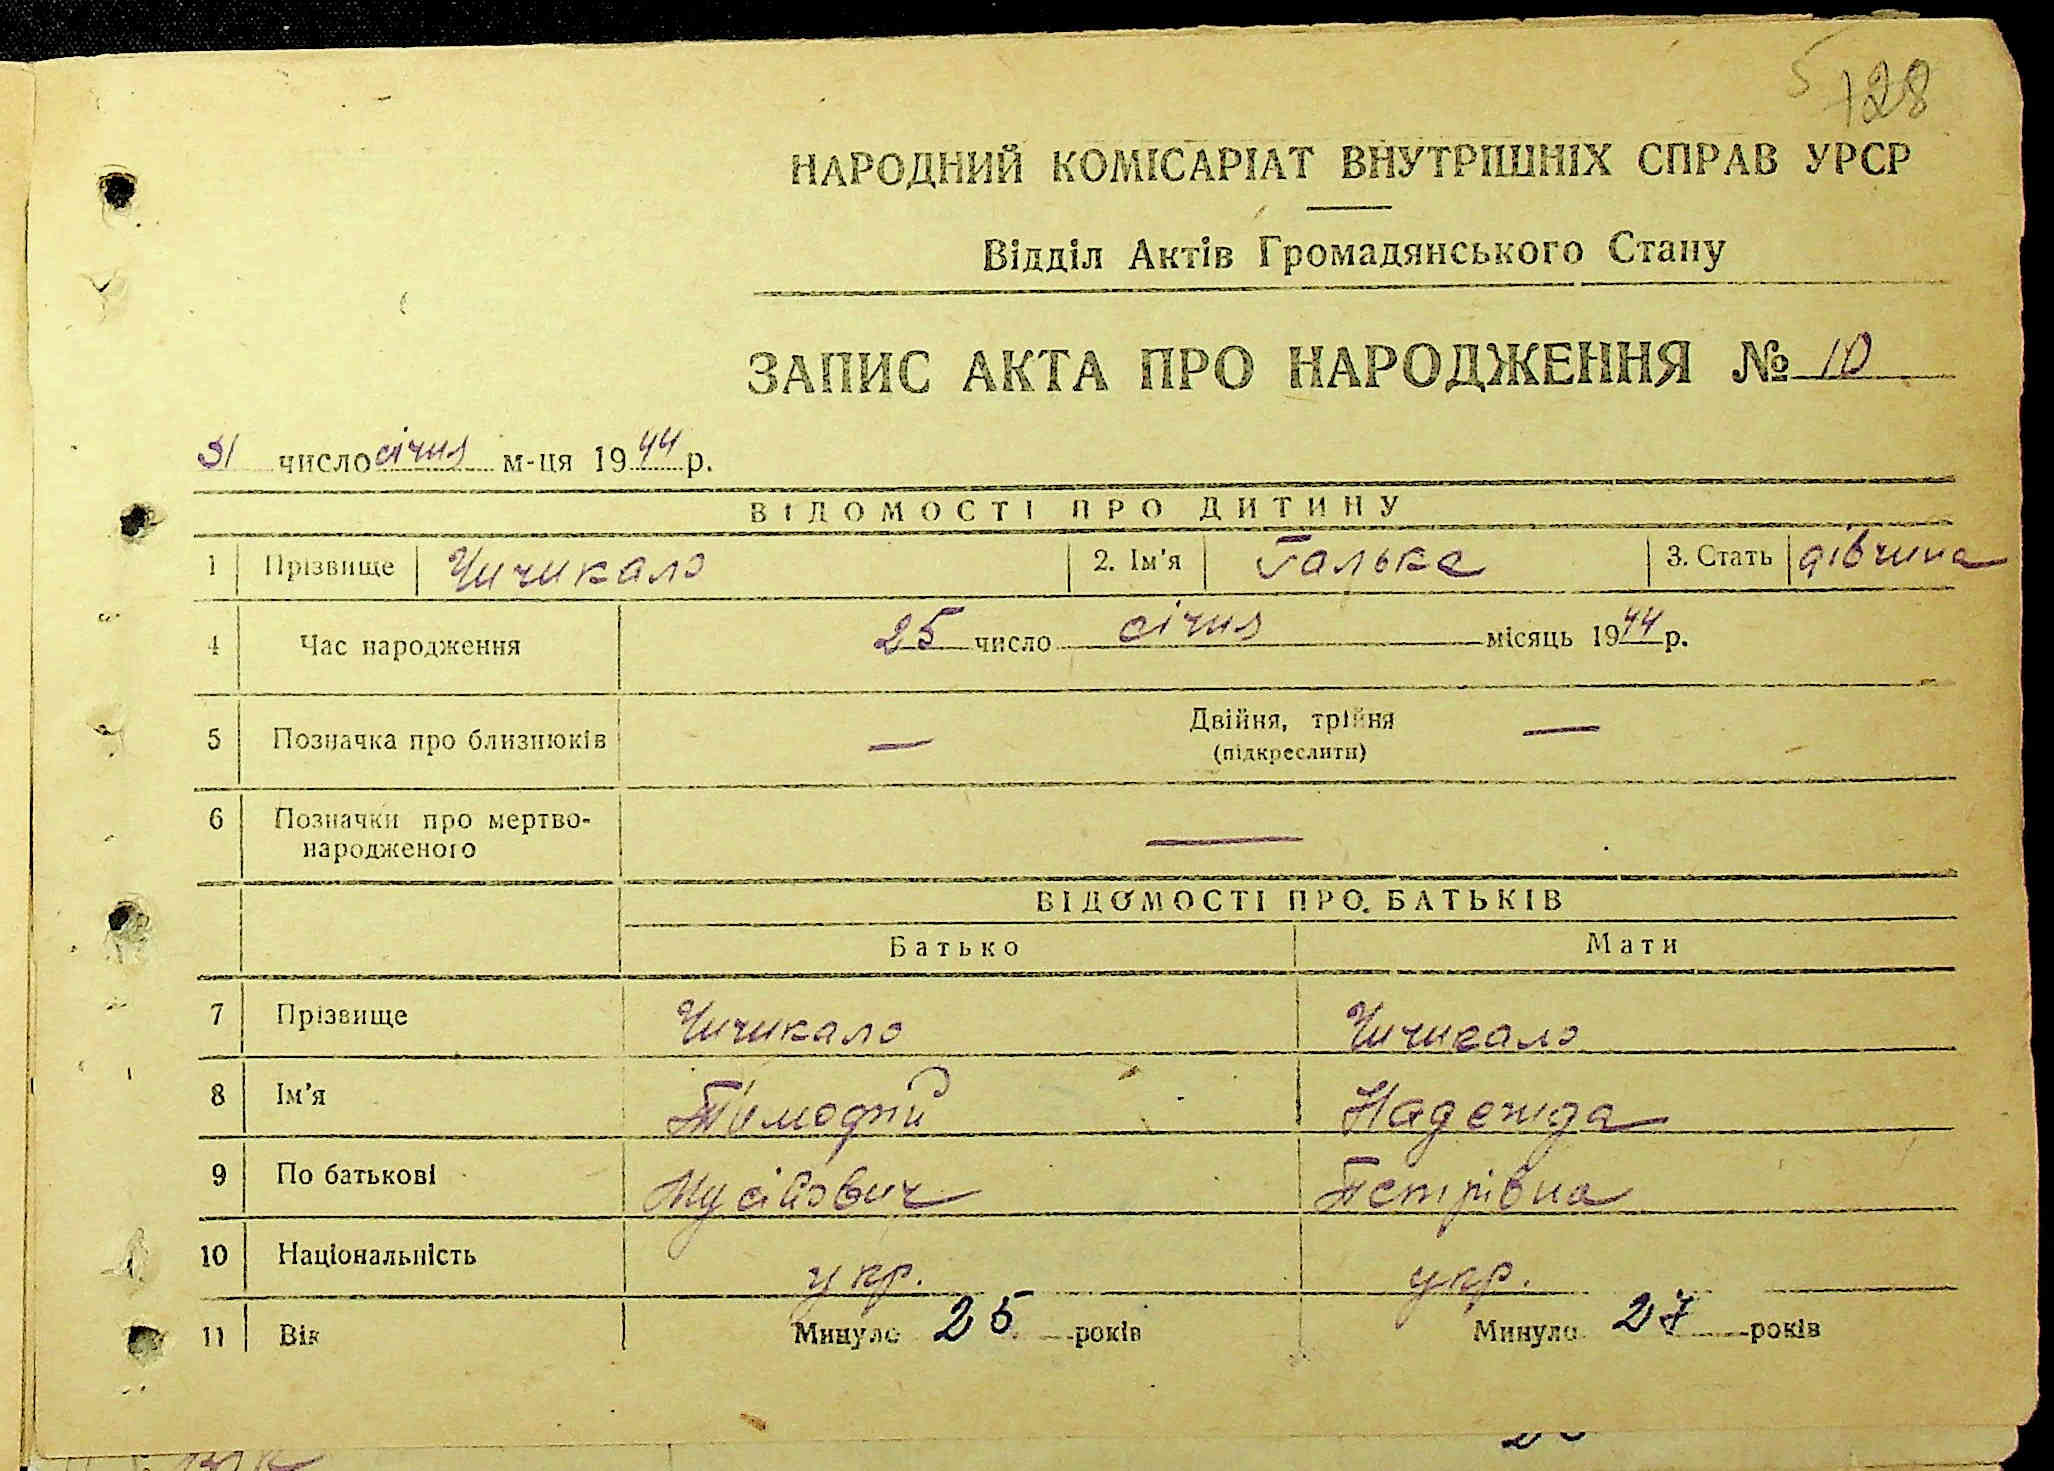 5 128
НАРОДНИЙ КОМІСАРІАТ ВНУТРІШНІХ СПРАВ УРСР
Відділ Актів Громадянського Стану
ЗАПИС АКТА ПРО НАРОДЖЕННЯ № 10
31 число січня м-ця 1944 р.
ВІДОМОСТІ ПРО ДИТИНУ
1 Прізвище Чичикало 2. Ім'я Галька 3. Стать дівчина
4 Час народження 25 число січня місяць 1944 р.
5 Позначка про близнюків — Двійня, трійня —
(підкреслити)
6 Позначки про мертво-
народженого —
ВІДОМОСТІ ПРО БАТЬКІВ
Батько Мати
7 Прізвище Чичикало Чичикало
8 Ім'я Тимофій Надежда
9 По батькові Мусійович Петрівна
10 Національність укр. укр.
11 Вік Минуло 25 років Минуло 27 років